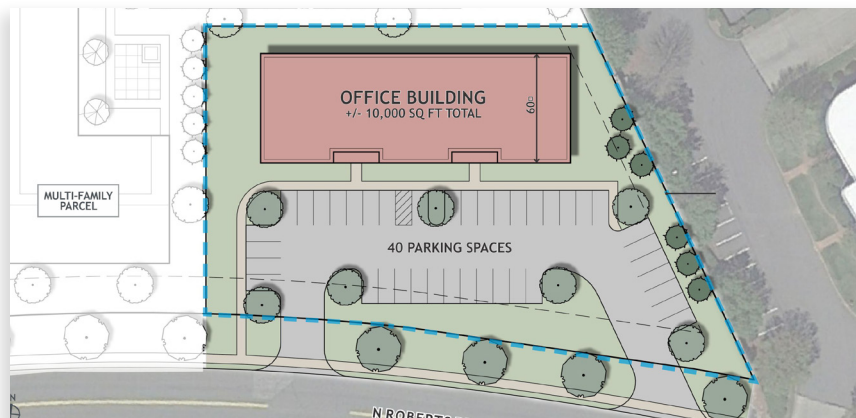 OFFICE BUILDING
+/- 10,000 SQ FT TOTAL
60
MULTI-FAMILY
PARCEL
40 PARKING SPACES
N